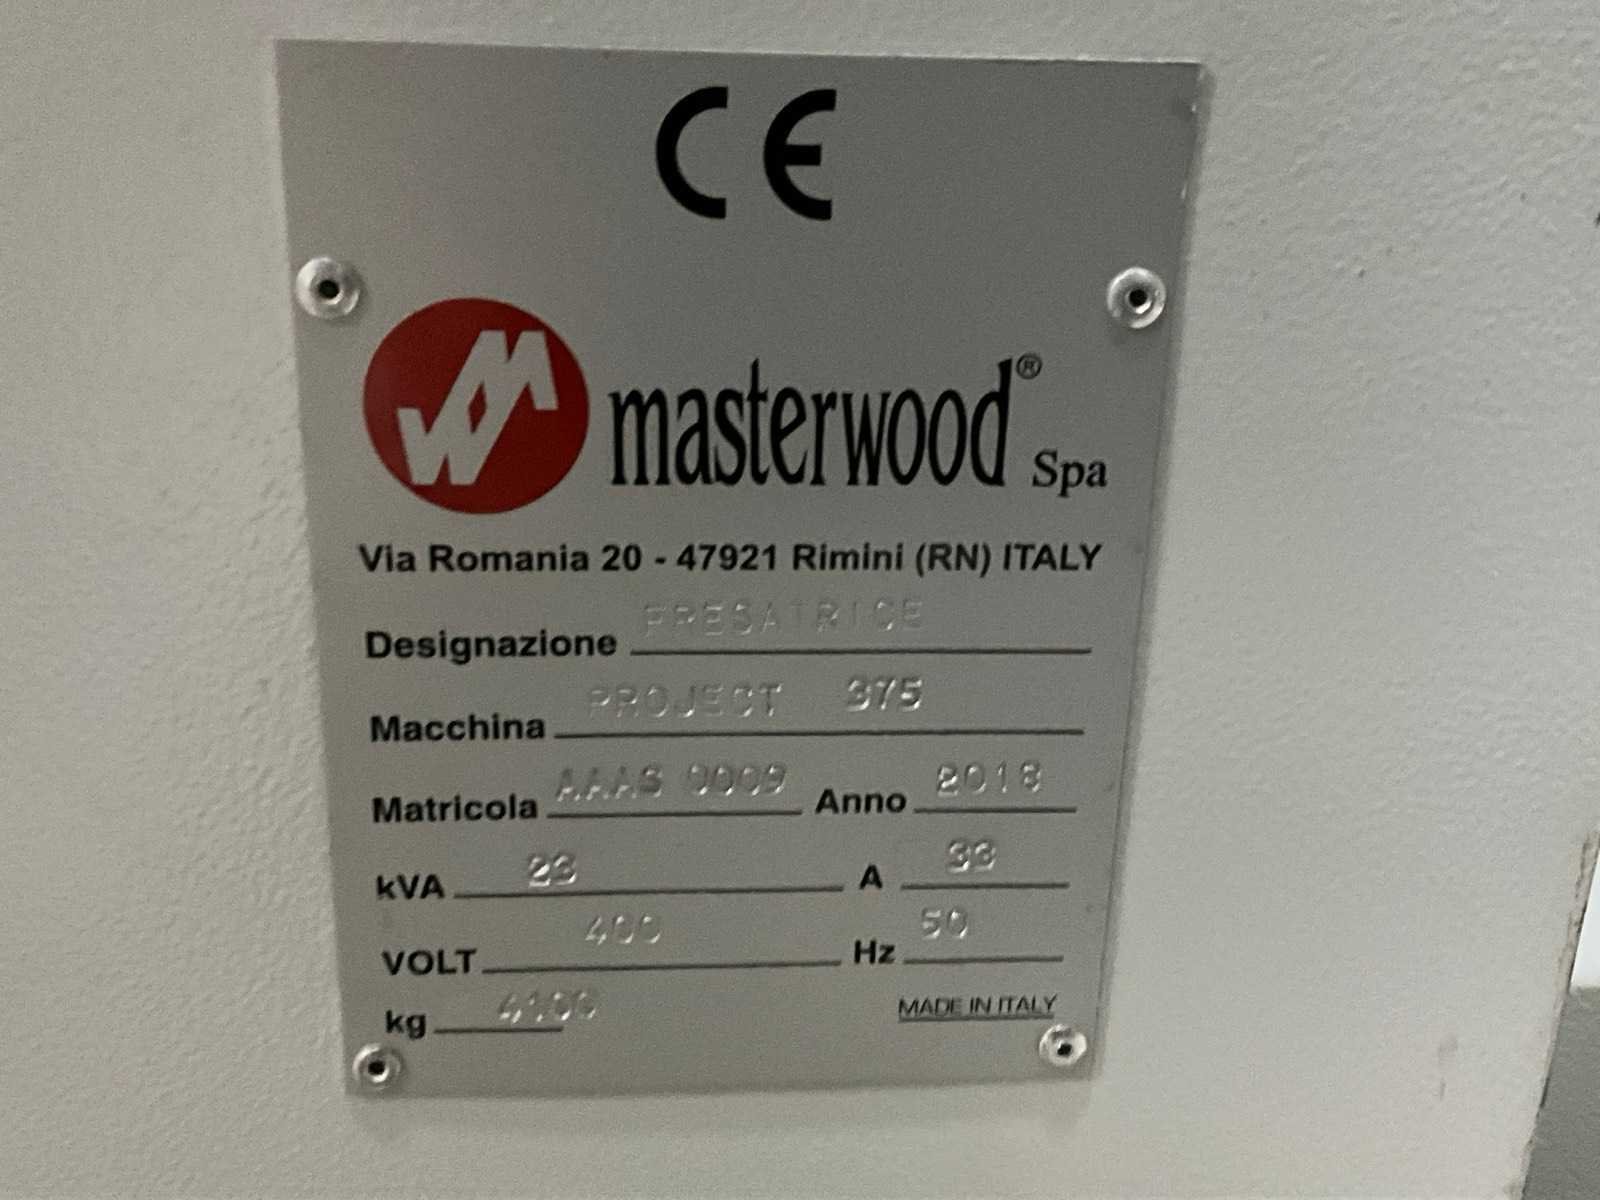 CE
masterwood® Spa
Via Romania 20 - 47921 Rimini (RN) ITALY
Designazione FRESATRICE
Macchina PROJECT 375
Matricola AAAS 0009 Anno 2018
kVA 23 A 33
VOLT 400 Hz 50
kg 4100 MADE IN ITALY